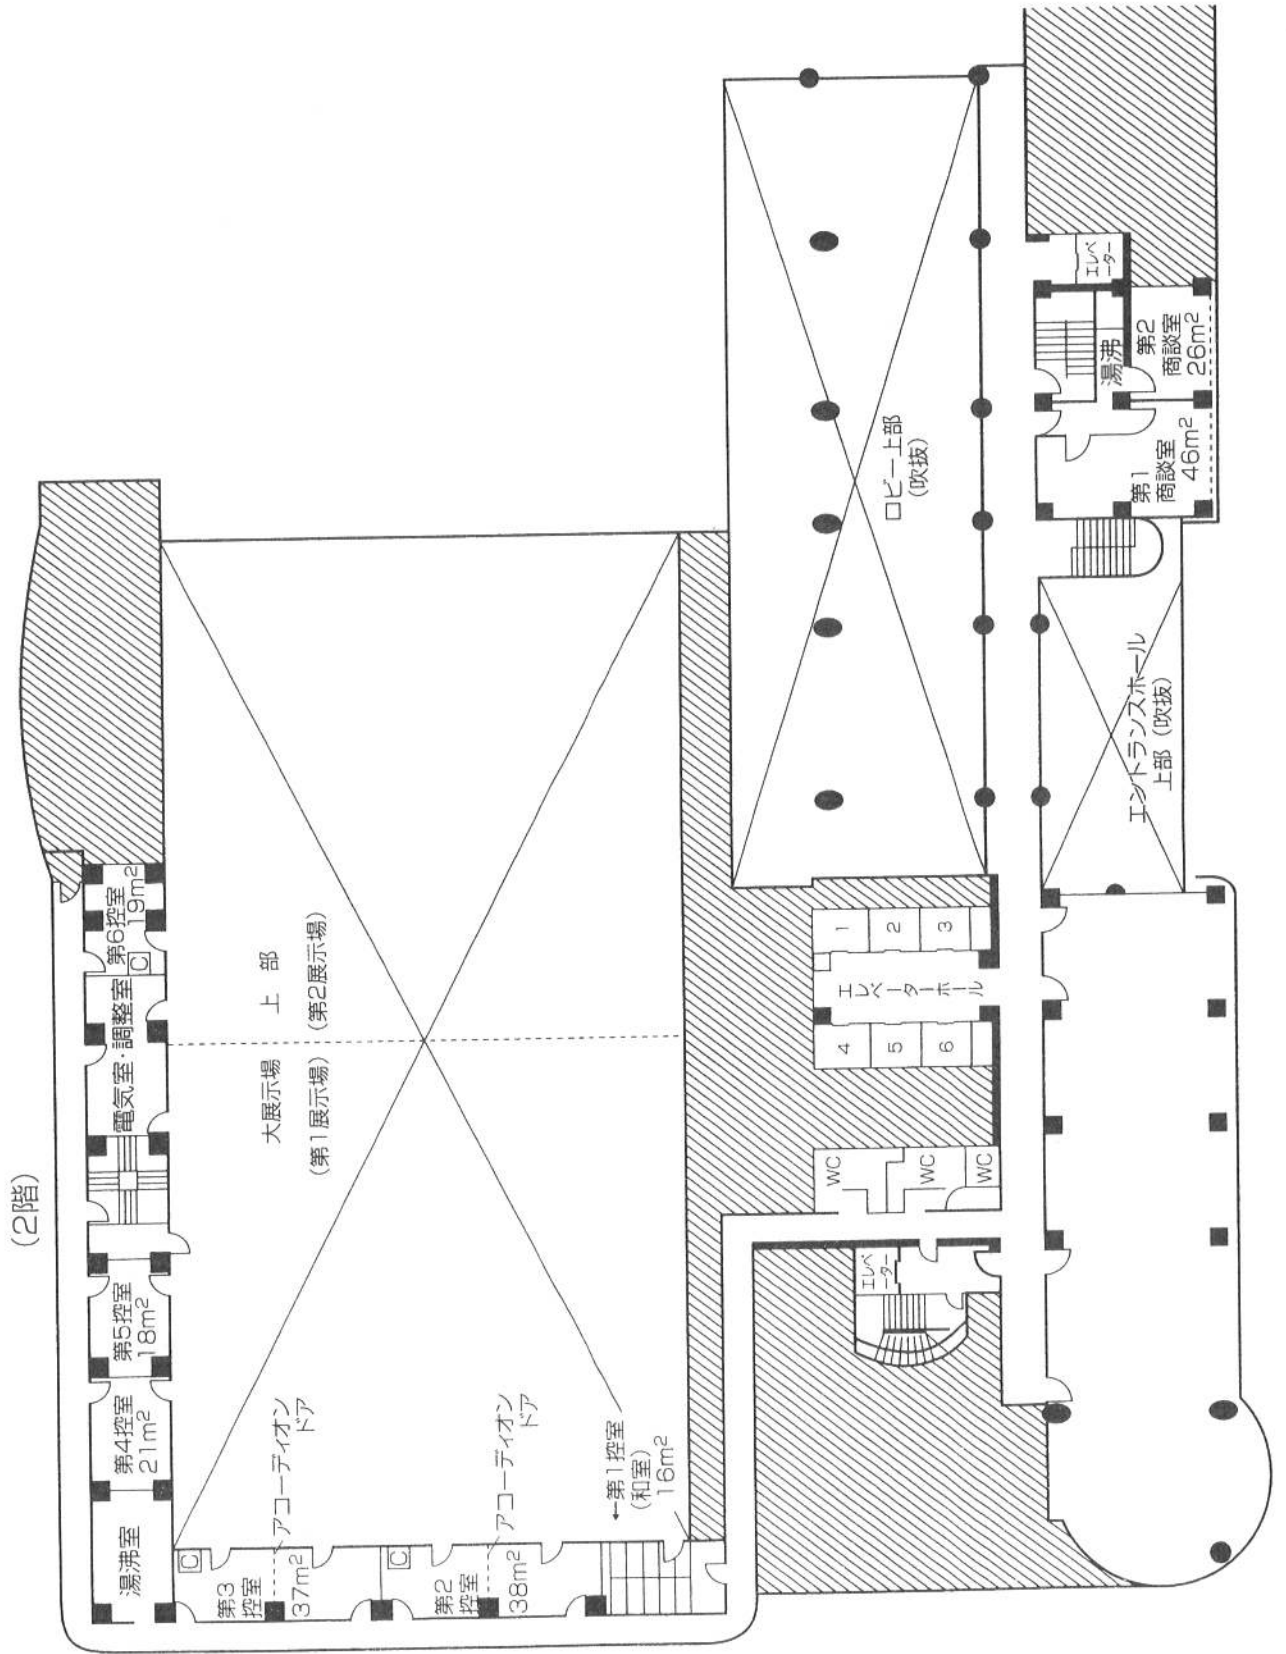 (2階)
湯沸室
第4控室
21m²
第5控室
18m²
電気室・調整室
第6控室
19m²
C
第3
控室
37m²
C
アコーディオン
ドア
第2
控室
38m²
C
アコーディオン
ドア
←第1控室
(和室)
16m²
大展示場 上部
(第1展示場) (第2展示場)
エレベ
ーター
WC
WC
WC
4
5
6
エレベーターホール
1
2
3
ロビー上部
(吹抜)
エントランスホール
上部(吹抜)
第1
商談室
46m²
湯沸
第2
商談室
26m²
エレベ
ーター